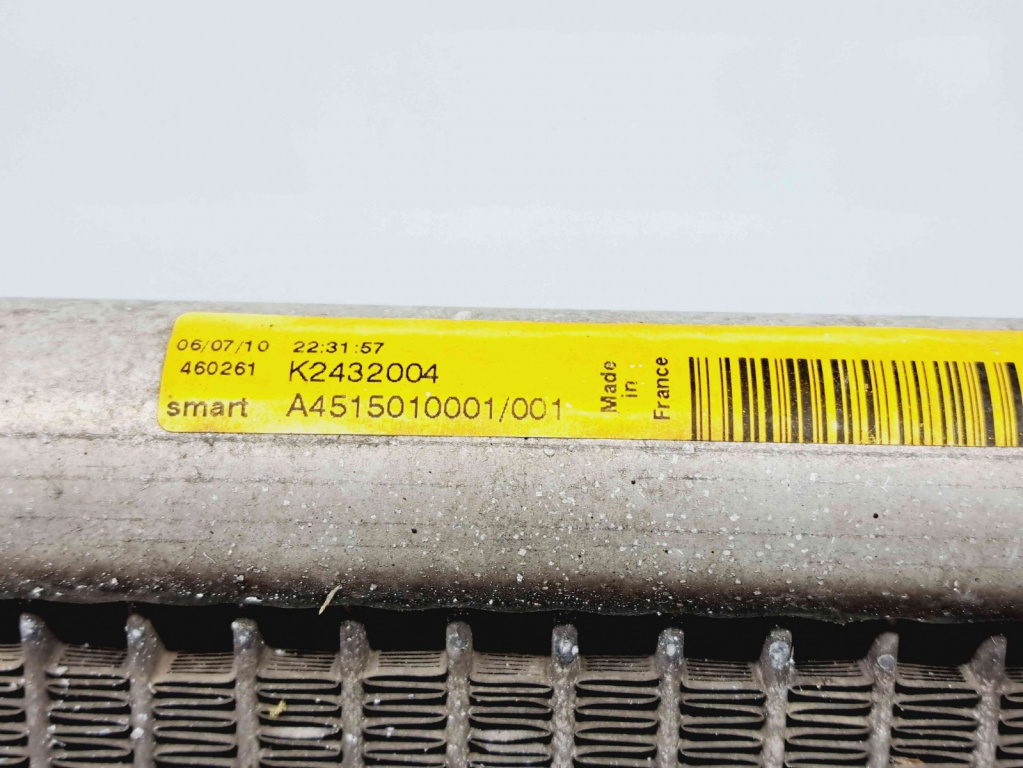 06/07/10 22:31:57
460261 K2432004
smart A4515010001/001
Made
in
France